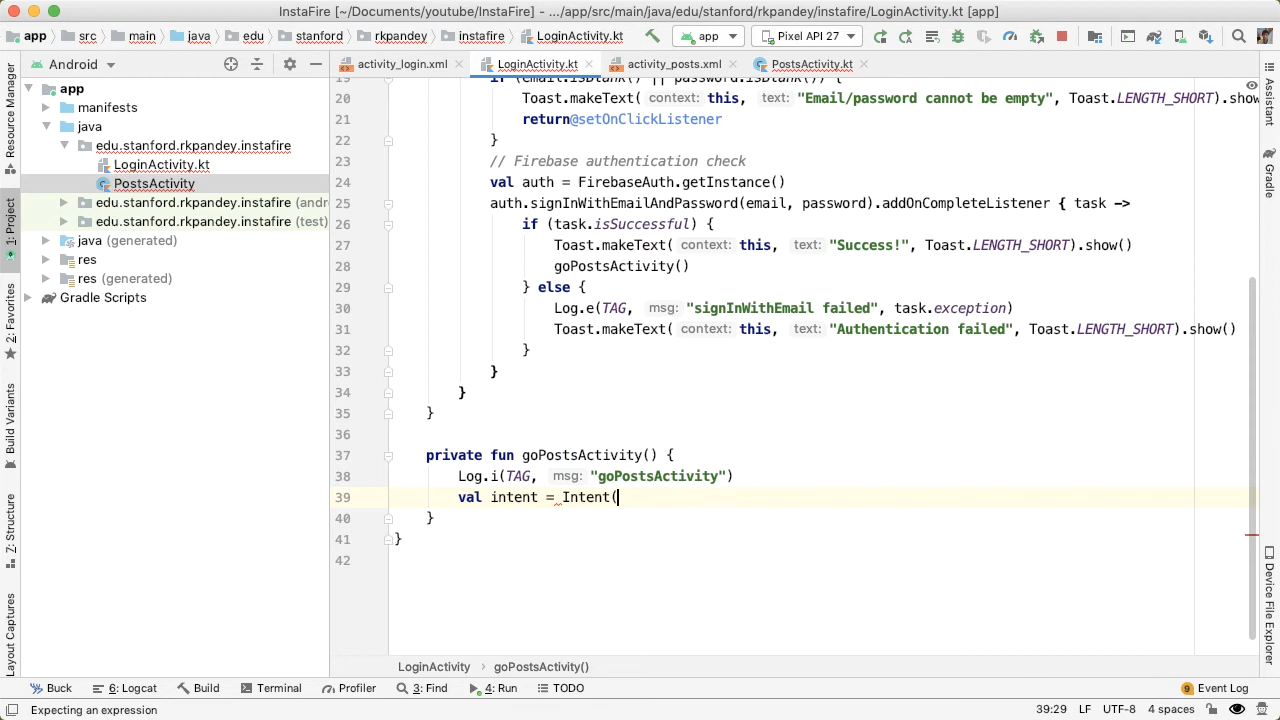 InstaFire [~/Documents/youtube/InstaFire] - .../app/src/main/java/edu/stanford/rkpandey/instafire/LoginActivity.kt [app]
app src main java edu stanford rkpandey instafire LoginActivity.kt app Pixel API 27
Android activity_login.xml LoginActivity.kt activity_posts.xml PostsActivity.kt
Resource Manager
1: Project
2: Favorites
Build Variants
Z: Structure
Layout Captures
app
manifests
java
edu.stanford.rkpandey.instafire
LoginActivity.kt
PostsActivity
edu.stanford.rkpandey.instafire (andr
edu.stanford.rkpandey.instafire (test)
java (generated)
res
res (generated)
Gradle Scripts
19 if (email.isBlank() || password.isBlank()) {
20 Toast.makeText( context: this, text: "Email/password cannot be empty", Toast.LENGTH_SHORT).show
21 return@setOnClickListener
22 }
23 // Firebase authentication check
24 val auth = FirebaseAuth.getInstance()
25 auth.signInWithEmailAndPassword(email, password).addOnCompleteListener { task ->
26 if (task.isSuccessful) {
27 Toast.makeText( context: this, text: "Success!", Toast.LENGTH_SHORT).show()
28 goPostsActivity()
29 } else {
30 Log.e(TAG, msg: "signInWithEmail failed", task.exception)
31 Toast.makeText( context: this, text: "Authentication failed", Toast.LENGTH_SHORT).show()
32 }
33 }
34 }
35 }
36
37 private fun goPostsActivity() {
38 Log.i(TAG, msg: "goPostsActivity")
39 val intent = Intent(
40 }
41 }
42
Assistant
Gradle
Device File Explorer
LoginActivity › goPostsActivity()
Buck 6: Logcat Build Terminal Profiler 3: Find 4: Run TODO 9 Event Log
Expecting an expression 39:29 LF UTF-8 4 spaces